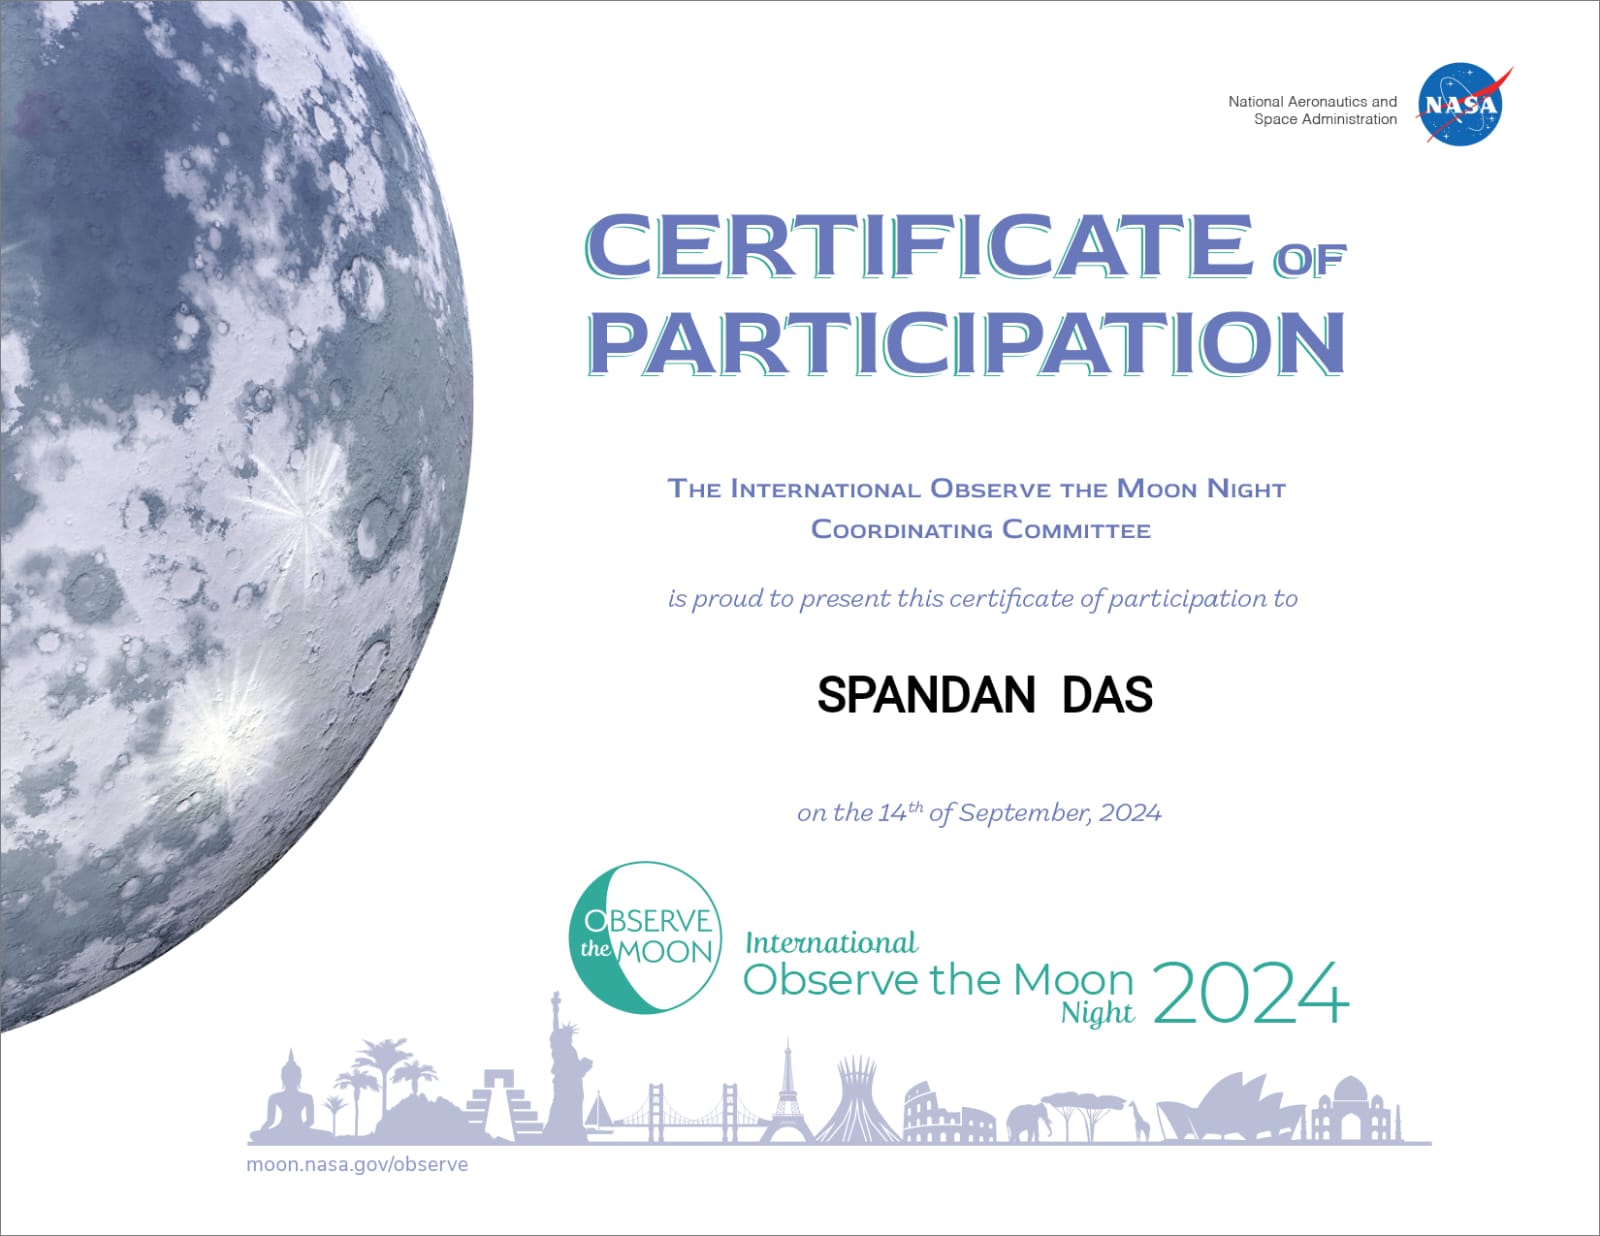 National Aeronautics and
Space Administration
NASA
CERTIFICATE OF
PARTICIPATION
THE INTERNATIONAL OBSERVE THE MOON NIGHT
COORDINATING COMMITTEE
is proud to present this certificate of participation to
SPANDAN DAS
on the 14th of September, 2024
OBSERVE
the MOON
International
Observe the Moon
Night
2024
moon.nasa.gov/observe